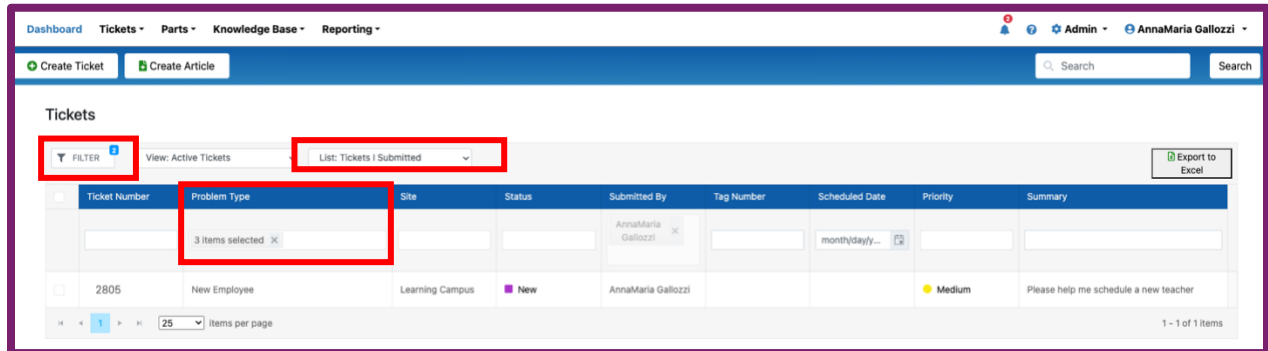 Dashboard Tickets Parts Knowledge Base Reporting 2 Admin AnnaMaria Gallozzi
Create Ticket Create Article Search Search
Tickets
FILTER 2 View: Active Tickets List: Tickets I Submitted Export to
Excel
Ticket Number Problem Type Site Status Submitted By Tag Number Scheduled Date Priority Summary
3 items selected × AnnaMaria
Gallozzi × month/day/y...
2805 New Employee Learning Campus New AnnaMaria Gallozzi Medium Please help me schedule a new teacher
1 25 items per page 1 - 1 of 1 items